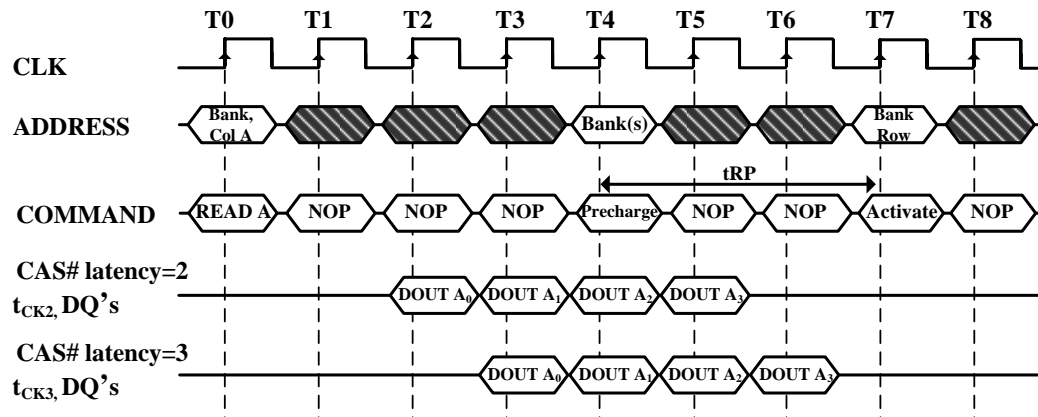 T0 T1 T2 T3 T4 T5 T6 T7 T8
CLK
ADDRESS
Bank, Col A
Bank(s)
Bank Row
tRP
COMMAND READ A NOP NOP NOP Precharge NOP NOP Activate NOP
CAS# latency=2
tCK2, DQ's
DOUT A0 DOUT A1 DOUT A2 DOUT A3
CAS# latency=3
tCK3, DQ's
DOUT A0 DOUT A1 DOUT A2 DOUT A3